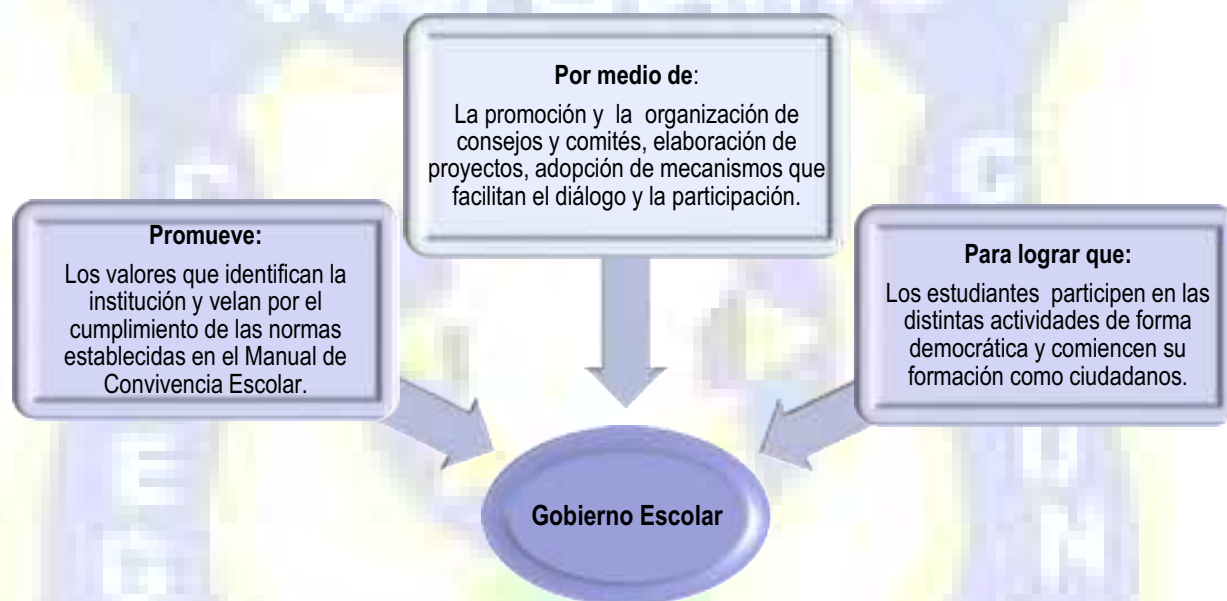 Por medio de:
La promoción y la organización de
consejos y comités, elaboración de
proyectos, adopción de mecanismos que
facilitan el diálogo y la participación.
Promueve:
Los valores que identifican la
institución y velan por el
cumplimiento de las normas
establecidas en el Manual de
Convivencia Escolar.
Para lograr que:
Los estudiantes participen en las
distintas actividades de forma
democrática y comiencen su
formación como ciudadanos.
Gobierno Escolar